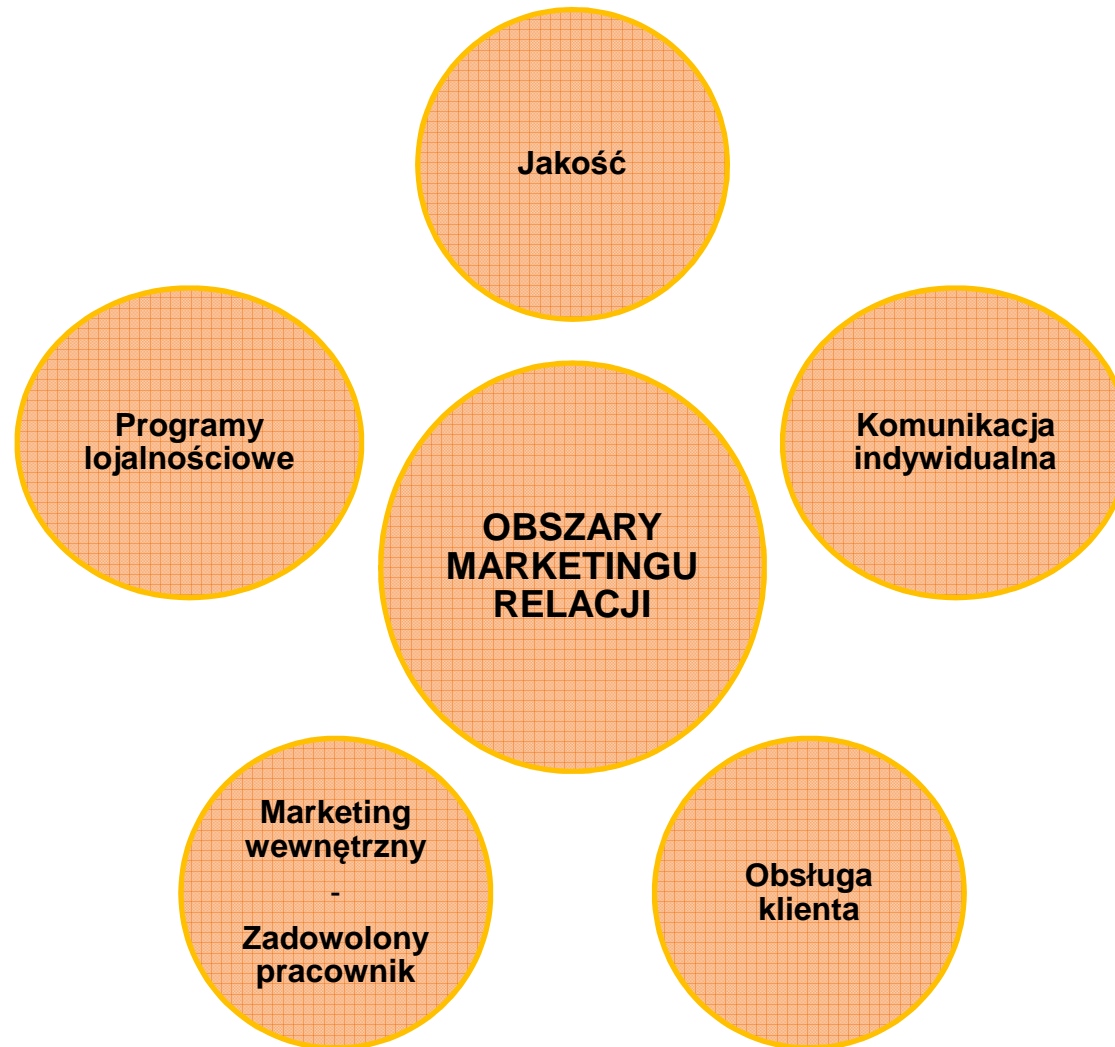 Jakość
Programy
lojalnościowe
Komunikacja
indywidualna
OBSZARY
MARKETINGU
RELACJI
Marketing
wewnętrzny
-
Zadowolony
pracownik
Obsługa
klienta